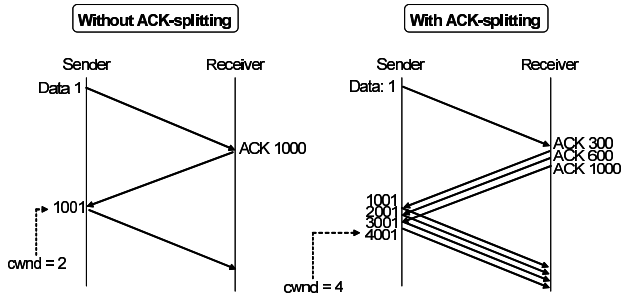 Without ACK-splitting
Sender
Receiver
Data 1
ACK 1000
1001
cwnd = 2
With ACK-splitting
Sender
Receiver
Data: 1
ACK 300
ACK 600
ACK 1000
1001
2001
3001
4001
cwnd = 4